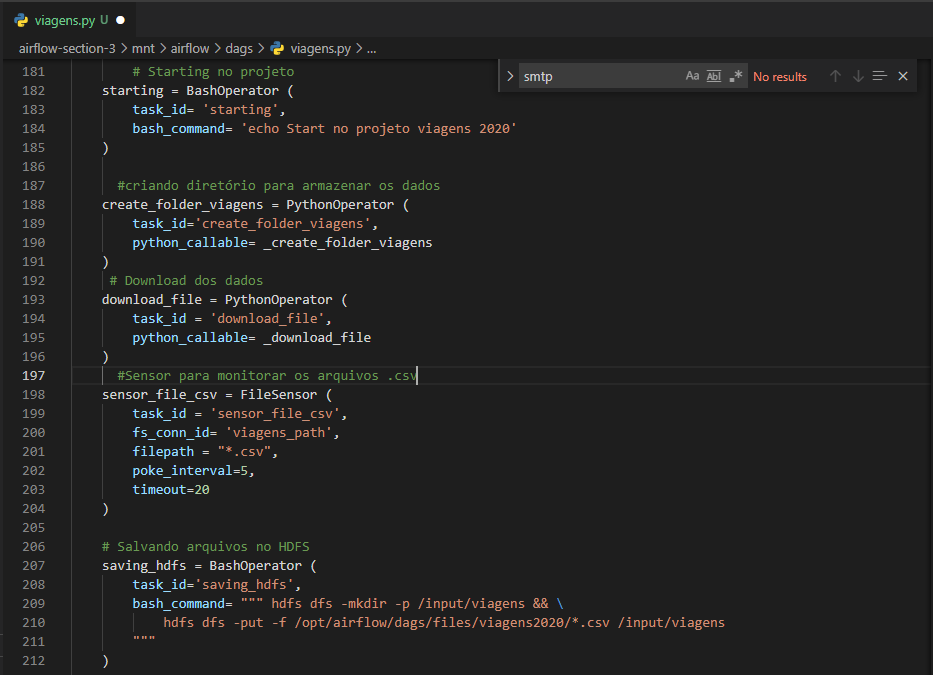 viagens.py U
airflow-section-3 > mnt > airflow > dags > viagens.py > ...
smtp Aa Abl .* No results
181 # Starting no projeto
182 starting = BashOperator (
183 task_id= 'starting',
184 bash_command= 'echo Start no projeto viagens 2020'
185 )
186
187 #criando diretório para armazenar os dados
188 create_folder_viagens = PythonOperator (
189 task_id='create_folder_viagens',
190 python_callable= _create_folder_viagens
191 )
192 # Download dos dados
193 download_file = PythonOperator (
194 task_id = 'download_file',
195 python_callable= _download_file
196 )
197 #Sensor para monitorar os arquivos .csv
198 sensor_file_csv = FileSensor (
199 task_id = 'sensor_file_csv',
200 fs_conn_id= 'viagens_path',
201 filepath = "*.csv",
202 poke_interval=5,
203 timeout=20
204 )
205
206 # Salvando arquivos no HDFS
207 saving_hdfs = BashOperator (
208 task_id='saving_hdfs',
209 bash_command= """ hdfs dfs -mkdir -p /input/viagens && \
210 hdfs dfs -put -f /opt/airflow/dags/files/viagens2020/*.csv /input/viagens
211 """
212 )